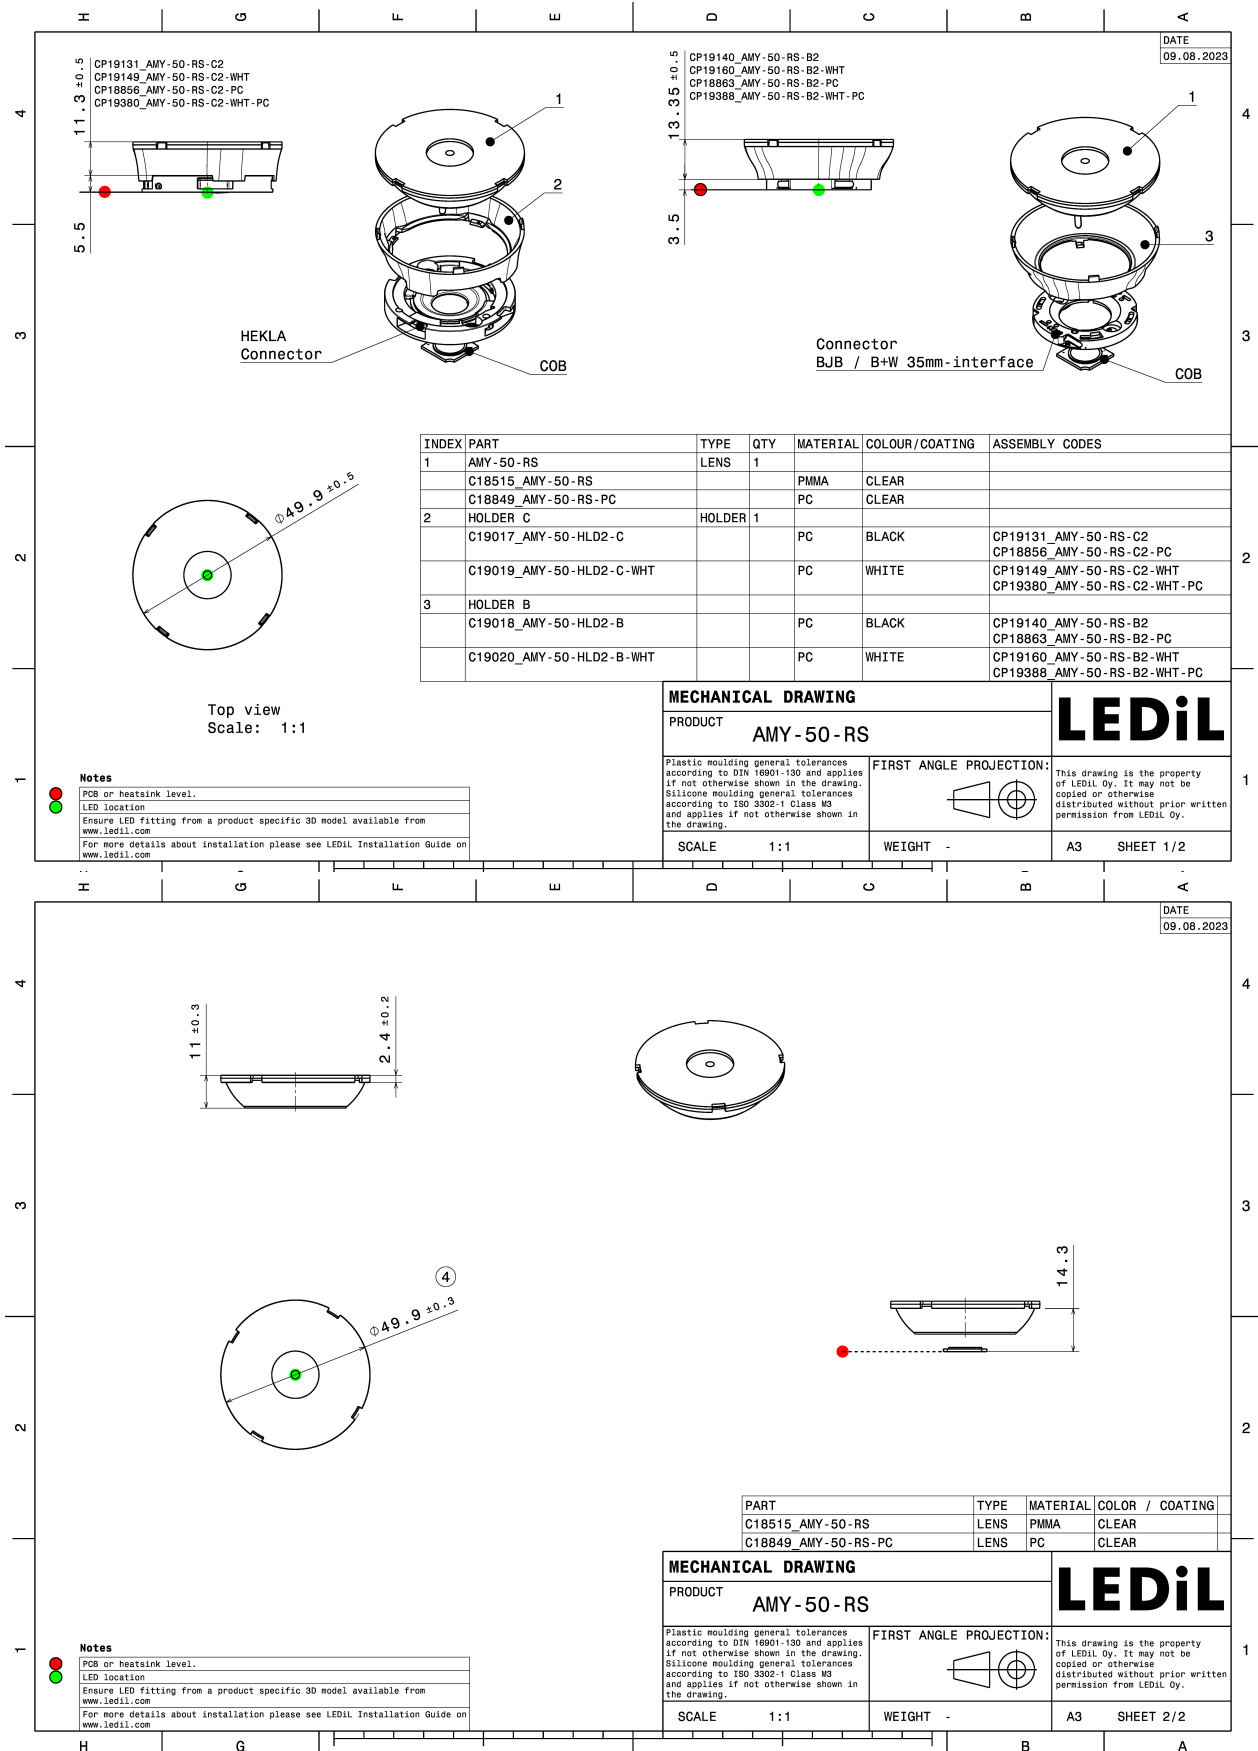 H G F E D C B A
DATE
09.08.2023
4
4
11.3 ±0.5
CP19131_AMY-50-RS-C2
CP19149_AMY-50-RS-C2-WHT
CP18856_AMY-50-RS-C2-PC
CP19380_AMY-50-RS-C2-WHT-PC
5.5
1
2
HEKLA
Connector
COB
13.35 ±0.5
CP19140_AMY-50-RS-B2
CP19160_AMY-50-RS-B2-WHT
CP18863_AMY-50-RS-B2-PC
CP19388_AMY-50-RS-B2-WHT-PC
3.5
1
3
Connector
BJB / B+W 35mm-interface
COB
3
3
INDEX PART TYPE QTY MATERIAL COLOUR/COATING ASSEMBLY CODES
1 AMY-50-RS LENS 1
C18515_AMY-50-RS PMMA CLEAR
C18849_AMY-50-RS-PC PC CLEAR
2 HOLDER C HOLDER 1
C19017_AMY-50-HLD2-C PC BLACK CP19131_AMY-50-RS-C2
CP18856_AMY-50-RS-C2-PC
C19019_AMY-50-HLD2-C-WHT PC WHITE CP19149_AMY-50-RS-C2-WHT
CP19380_AMY-50-RS-C2-WHT-PC
3 HOLDER B
C19018_AMY-50-HLD2-B PC BLACK CP19140_AMY-50-RS-B2
CP18863_AMY-50-RS-B2-PC
C19020_AMY-50-HLD2-B-WHT PC WHITE CP19160_AMY-50-RS-B2-WHT
CP19388_AMY-50-RS-B2-WHT-PC
2
2
Φ49.9 ±0.5
Top view
Scale: 1:1
MECHANICAL DRAWING
PRODUCT
AMY-50-RS
LEDiL
Plastic moulding general tolerances
according to DIN 16901-130 and applies
if not otherwise shown in the drawing.
Silicone moulding general tolerances
according to ISO 3302-1 Class M3
and applies if not otherwise shown in
the drawing.
FIRST ANGLE PROJECTION:
This drawing is the property
of LEDiL Oy. It may not be
copied or otherwise
distributed without prior written
permission from LEDiL Oy.
SCALE 1:1 WEIGHT - A3 SHEET 1/2
1
1
Notes
PCB or heatsink level.
LED location
Ensure LED fitting from a product specific 3D model available from
www.ledil.com
For more details about installation please see LEDiL Installation Guide on
www.ledil.com
H G F E D C B A
DATE
09.08.2023
4
4
11 ±0.3
2.4 ±0.2
3
3
4
Φ49.9 ±0.3
14.3
2
2
PART TYPE MATERIAL COLOR / COATING
C18515_AMY-50-RS LENS PMMA CLEAR
C18849_AMY-50-RS-PC LENS PC CLEAR
MECHANICAL DRAWING
PRODUCT
AMY-50-RS
LEDiL
Plastic moulding general tolerances
according to DIN 16901-130 and applies
if not otherwise shown in the drawing.
Silicone moulding general tolerances
according to ISO 3302-1 Class M3
and applies if not otherwise shown in
the drawing.
FIRST ANGLE PROJECTION:
This drawing is the property
of LEDiL Oy. It may not be
copied or otherwise
distributed without prior written
permission from LEDiL Oy.
SCALE 1:1 WEIGHT - A3 SHEET 2/2
1
1
Notes
PCB or heatsink level.
LED location
Ensure LED fitting from a product specific 3D model available from
www.ledil.com
For more details about installation please see LEDiL Installation Guide on
www.ledil.com
H G B A